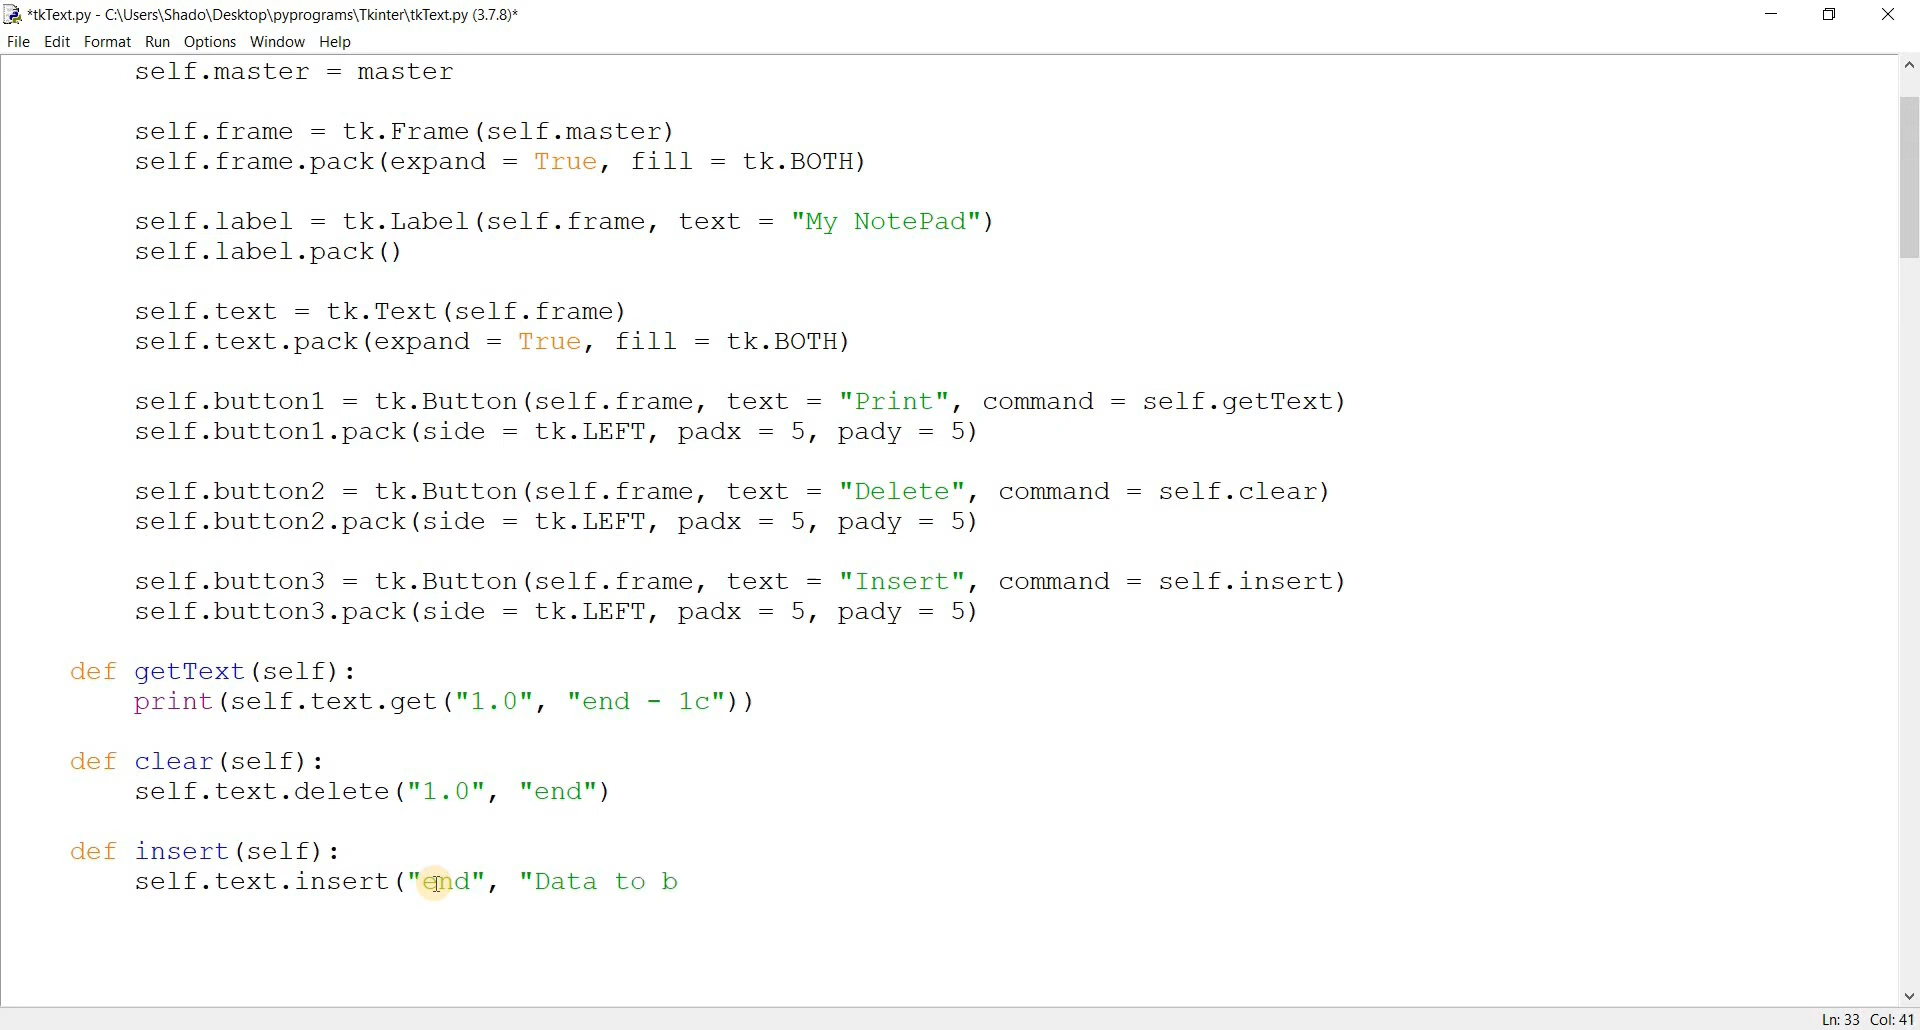 *tkText.py - C:\Users\Shado\Desktop\pyprograms\Tkinter\tkText.py (3.7.8)*
File Edit Format Run Options Window Help
self.master = master
self.frame = tk.Frame(self.master)
self.frame.pack(expand = True, fill = tk.BOTH)
self.label = tk.Label(self.frame, text = "My NotePad")
self.label.pack()
self.text = tk.Text(self.frame)
self.text.pack(expand = True, fill = tk.BOTH)
self.button1 = tk.Button(self.frame, text = "Print", command = self.getText)
self.button1.pack(side = tk.LEFT, padx = 5, pady = 5)
self.button2 = tk.Button(self.frame, text = "Delete", command = self.clear)
self.button2.pack(side = tk.LEFT, padx = 5, pady = 5)
self.button3 = tk.Button(self.frame, text = "Insert", command = self.insert)
self.button3.pack(side = tk.LEFT, padx = 5, pady = 5)
def getText(self):
print(self.text.get("1.0", "end - 1c"))
def clear(self):
self.text.delete("1.0", "end")
def insert(self):
self.text.insert("end", "Data to b
Ln: 33 Col: 41